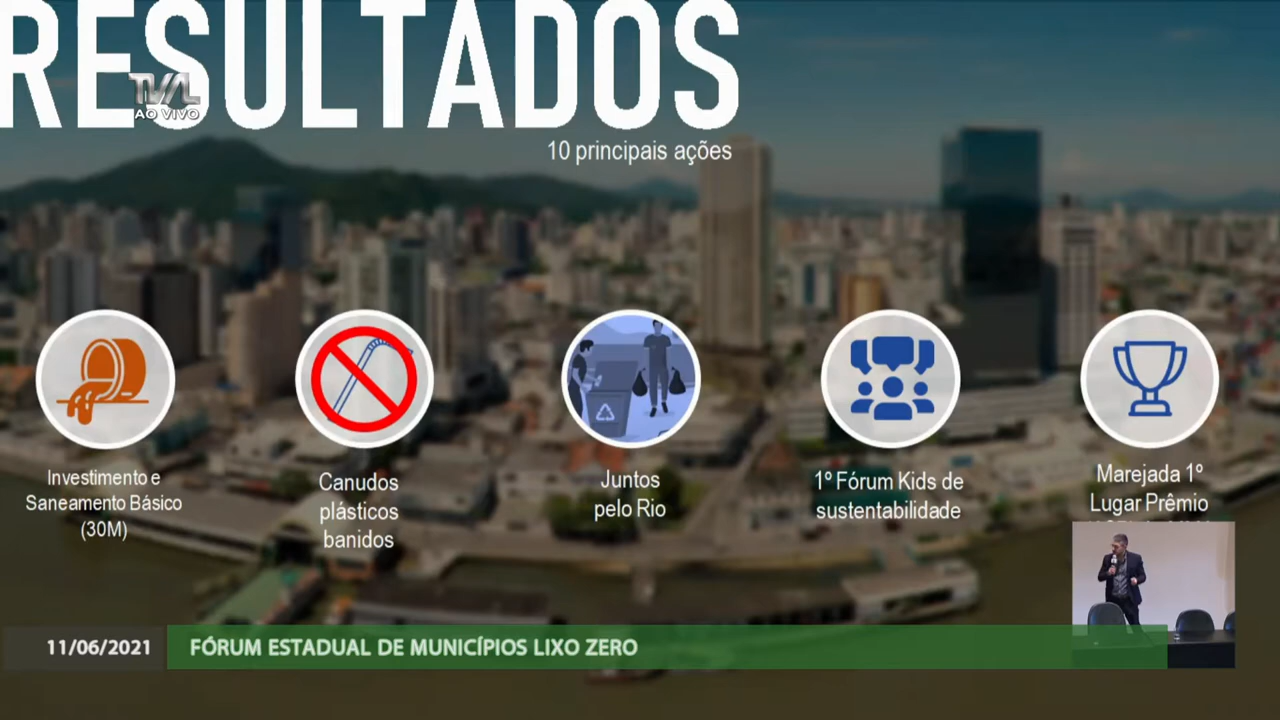 RESULTADOS
TVAL
AO VIVO
10 principais ações
Investimento e
Saneamento Básico
(30M)
Canudos
plásticos
banidos
Juntos
pelo Rio
1º Fórum Kids de
sustentabilidade
Marejada 1º
Lugar Prêmio
11/06/2021
FÓRUM ESTADUAL DE MUNICÍPIOS LIXO ZERO